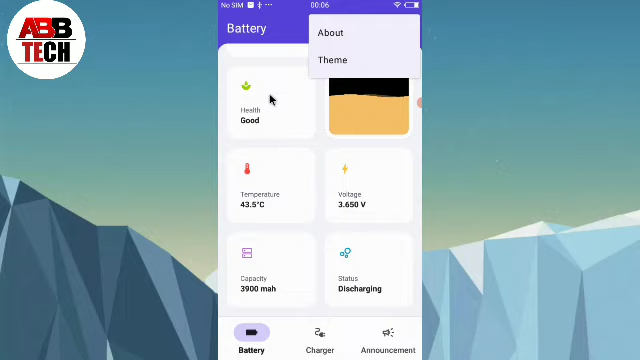 ABB
TECH
No SIM
00:06
Battery
About
Theme
Health
Good
Temperature
43.5°C
Voltage
3.650 V
Capacity
3900 mah
Status
Discharging
Battery
Charger
Announcement